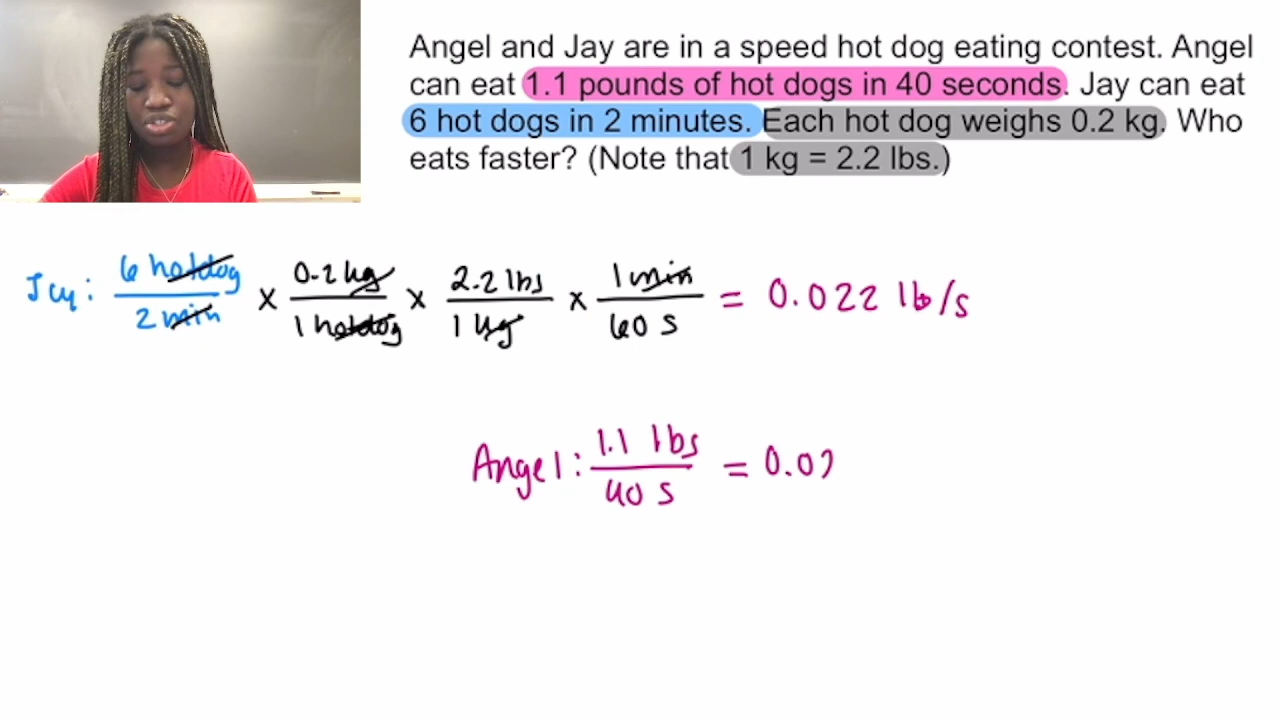 Angel and Jay are in a speed hot dog eating contest. Angel
can eat 1.1 pounds of hot dogs in 40 seconds. Jay can eat
6 hot dogs in 2 minutes. Each hot dog weighs 0.2 kg. Who
eats faster? (Note that 1 kg = 2.2 lbs.)
Jay: 6 hotdog / 2 min x 0.2 kg / 1 hotdog x 2.2 lbs / 1 kg x 1 min / 60 s = 0.022 lb/s
Angel: 1.1 lbs / 40 s = 0.02